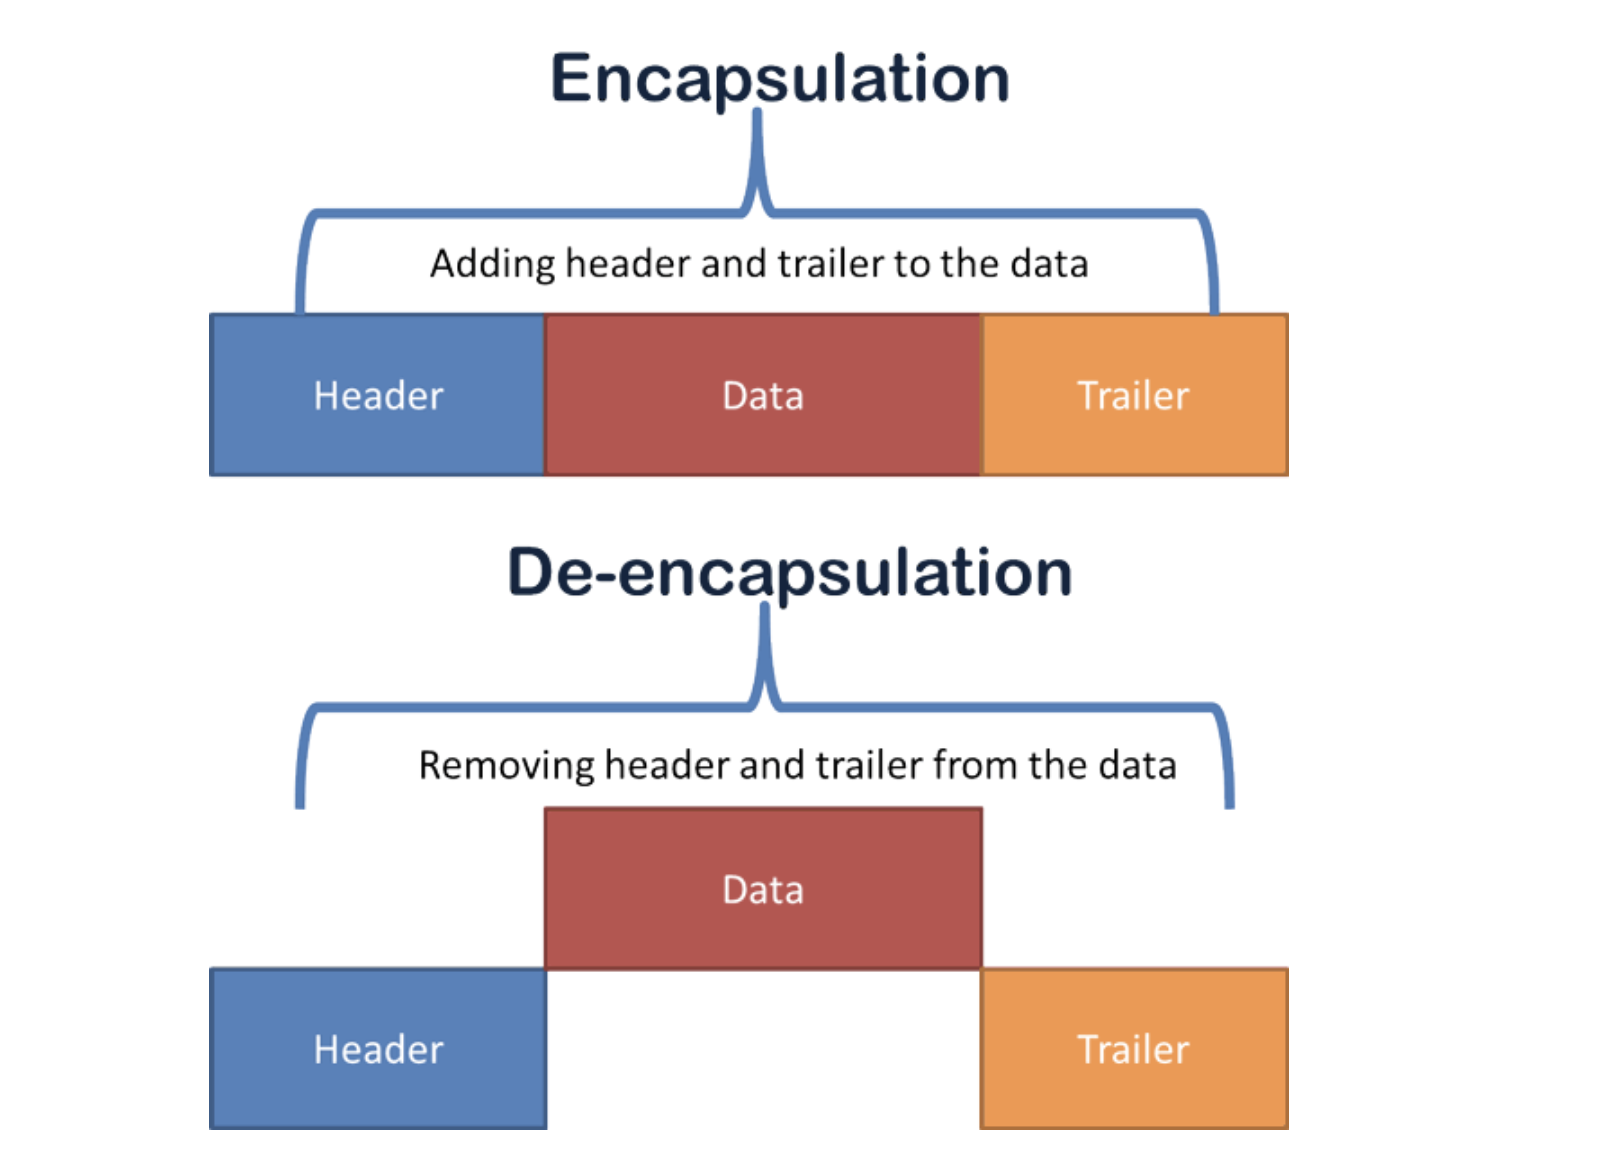 Encapsulation
Adding header and trailer to the data
Header Data Trailer
De-encapsulation
Removing header and trailer from the data
Data
Header Trailer